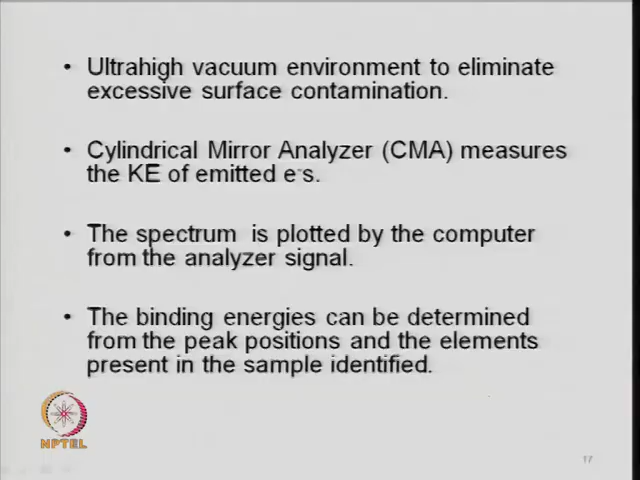 • Ultrahigh vacuum environment to eliminate
excessive surface contamination.
• Cylindrical Mirror Analyzer (CMA) measures
the KE of emitted e⁻s.
• The spectrum is plotted by the computer
from the analyzer signal.
• The binding energies can be determined
from the peak positions and the elements
present in the sample identified.
NPTEL
17